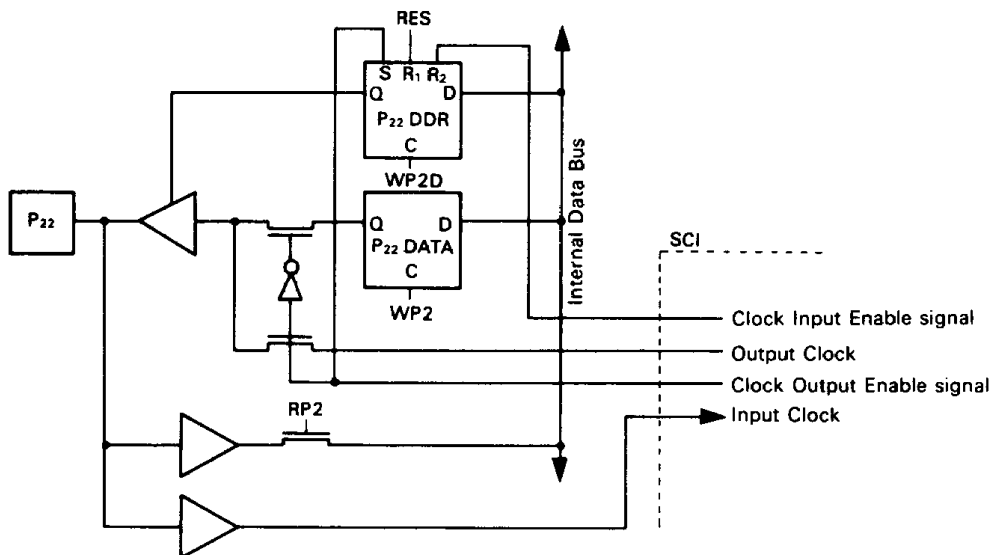 RES
S R₁ R₂
Q D
P₂₂ DDR
C
WP2D
P₂₂
Q D
P₂₂ DATA
C
WP2
Internal Data Bus
SCI
Clock Input Enable signal
Output Clock
Clock Output Enable signal
RP2
Input Clock